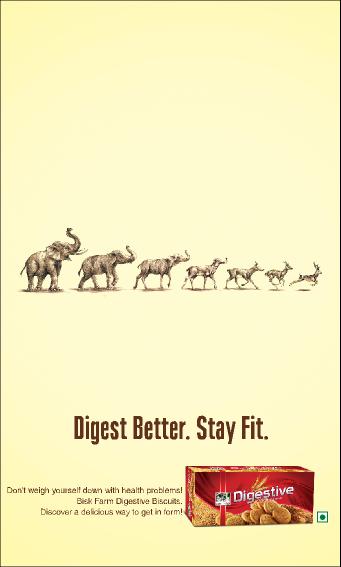 Digest Better. Stay Fit.
Don't weigh yourself down with health problems!
Bisk Farm Digestive Biscuits.
Discover a delicious way to get in form!
Digestive